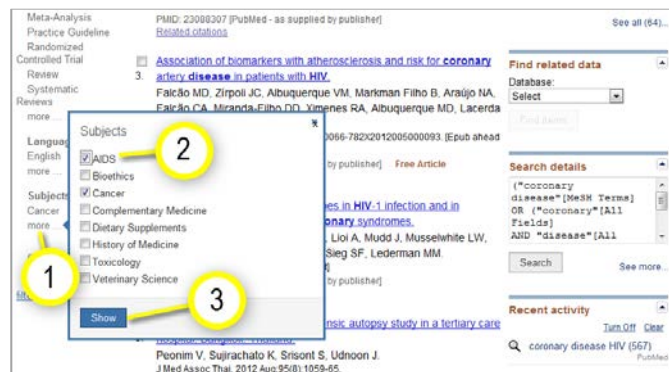 Meta-Analysis
Practice Guideline
Randomized
Controlled Trial
Review
Systematic
Reviews
more ...
Languag
English
more ...
Subjects
Cancer
more ...
1
PMID: 23088307 [PubMed - as supplied by publisher]
Related citations
Association of biomarkers with atherosclerosis and risk for coronary
3. artery disease in patients with HIV.
Falcão MD, Zírpoli JC, Albuquerque VM, Markman Filho B, Araújo NA,
Falcão CA, Miranda-Filho DD, Ximenes RA, Albuquerque MD, Lacerda
0066-782X2012005000093. [Epub ahead
by publisher] Free Article
es in HIV-1 infection and in
onary syndromes.
Lioi A, Mudd J, Musselwhite LW,
Sieg SF, Lederman MM.
by publisher]
nsic autopsy study in a tertiary care
Peonim V, Sujirachato K, Srisont S, Udnoon J.
J Med Assoc Thai. 2012 Aug;95(8):1059-65.
Subjects
AIDS
2
Bioethics
Cancer
Complementary Medicine
Dietary Supplements
History of Medicine
Toxicology
Veterinary Science
Show
3
See all (64)...
Find related data
Database:
Select
Find items
Search details
("coronary
disease"[MeSH Terms]
OR ("coronary"[All
Fields]
AND "disease"[All
Search
See more...
Recent activity
Turn Off Clear
coronary disease HIV (567)
PubMed